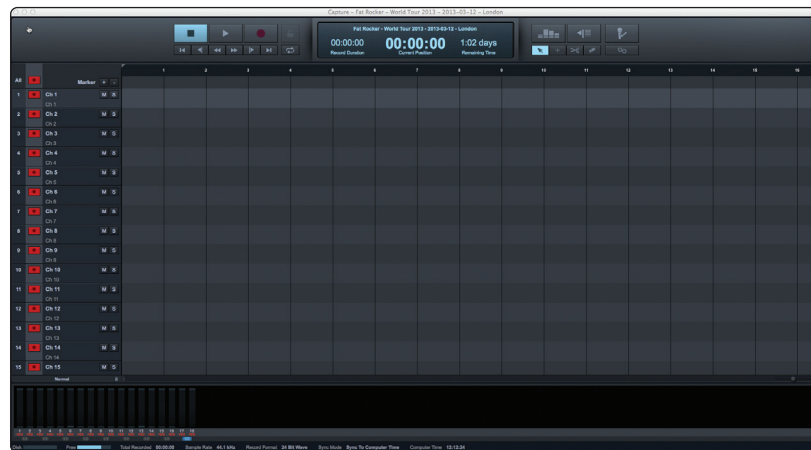 Capture - Fat Rocker - World Tour 2013 - 2013-03-12 - London
Fat Rocker - World Tour 2013 - 2013-03-12 - London
00:00:00 00:00:00 1:02 days
Record Duration Current Position Remaining Time
1 2 3 4 5 6 7 8 9 10 11 12 13 14 15 16
All Marker + -
1 Ch 1 M S
Ch 1
2 Ch 2 M S
Ch 2
3 Ch 3 M S
Ch 3
4 Ch 4 M S
Ch 4
5 Ch 5 M S
Ch 5
6 Ch 6 M S
Ch 6
7 Ch 7 M S
Ch 7
8 Ch 8 M S
Ch 8
9 Ch 9 M S
Ch 9
10 Ch 10 M S
Ch 10
11 Ch 11 M S
Ch 11
12 Ch 12 M S
Ch 12
13 Ch 13 M S
Ch 13
14 Ch 14 M S
Ch 14
15 Ch 15 M S
Normal
1 2 3 4 5 6 7 8 9 10 11 12 13 14 15 16 17 18
Disk Free Total Recorded 00:00:00 Sample Rate 44.1 kHz Record Format 24 Bit Wave Sync Mode Sync To Computer Time Computer Time 13:13:34